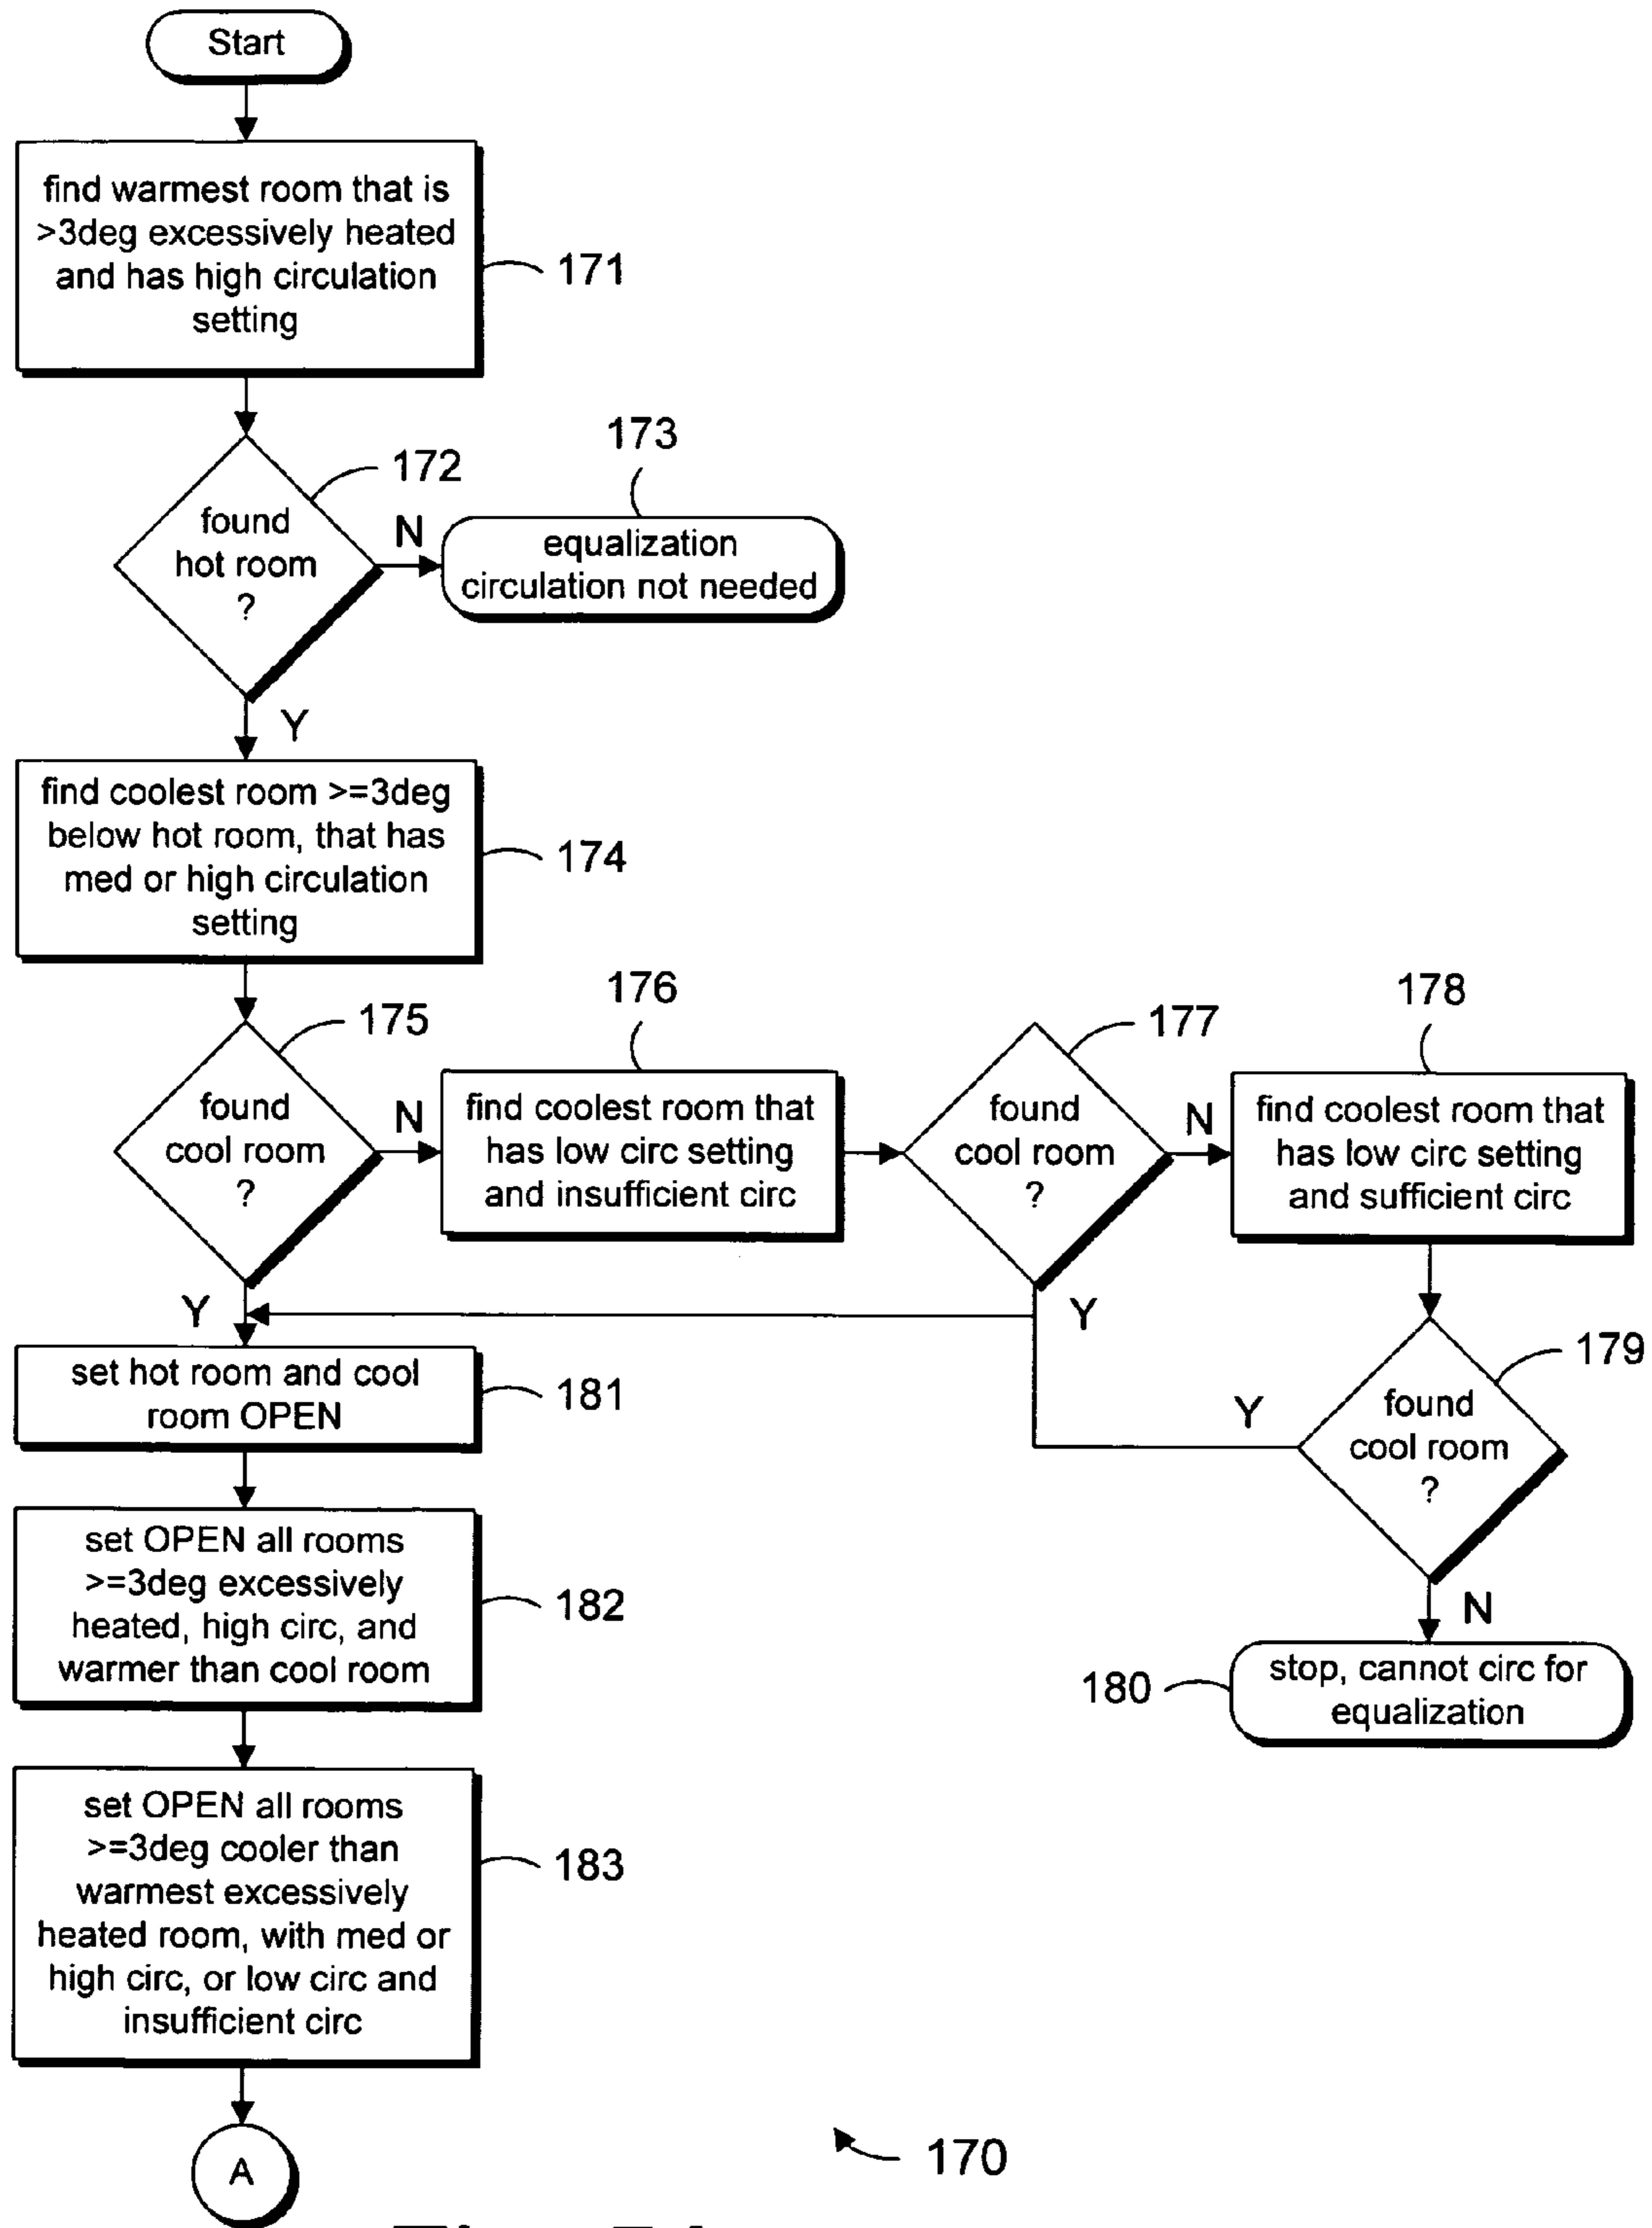 Start
find warmest room that is
>3deg excessively heated
and has high circulation
setting
171
172
found
hot room
?
N
173
equalization
circulation not needed
Y
find coolest room >=3deg
below hot room, that has
med or high circulation
setting
174
175
found
cool room
?
N
176
find coolest room that
has low circ setting
and insufficient circ
177
found
cool room
?
N
178
find coolest room that
has low circ setting
and sufficient circ
Y
Y
179
found
cool room
?
Y
N
180
stop, cannot circ for
equalization
set hot room and cool
room OPEN
181
set OPEN all rooms
>=3deg excessively
heated, high circ, and
warmer than cool room
182
set OPEN all rooms
>=3deg cooler than
warmest excessively
heated room, with med or
high circ, or low circ and
insufficient circ
183
A
170